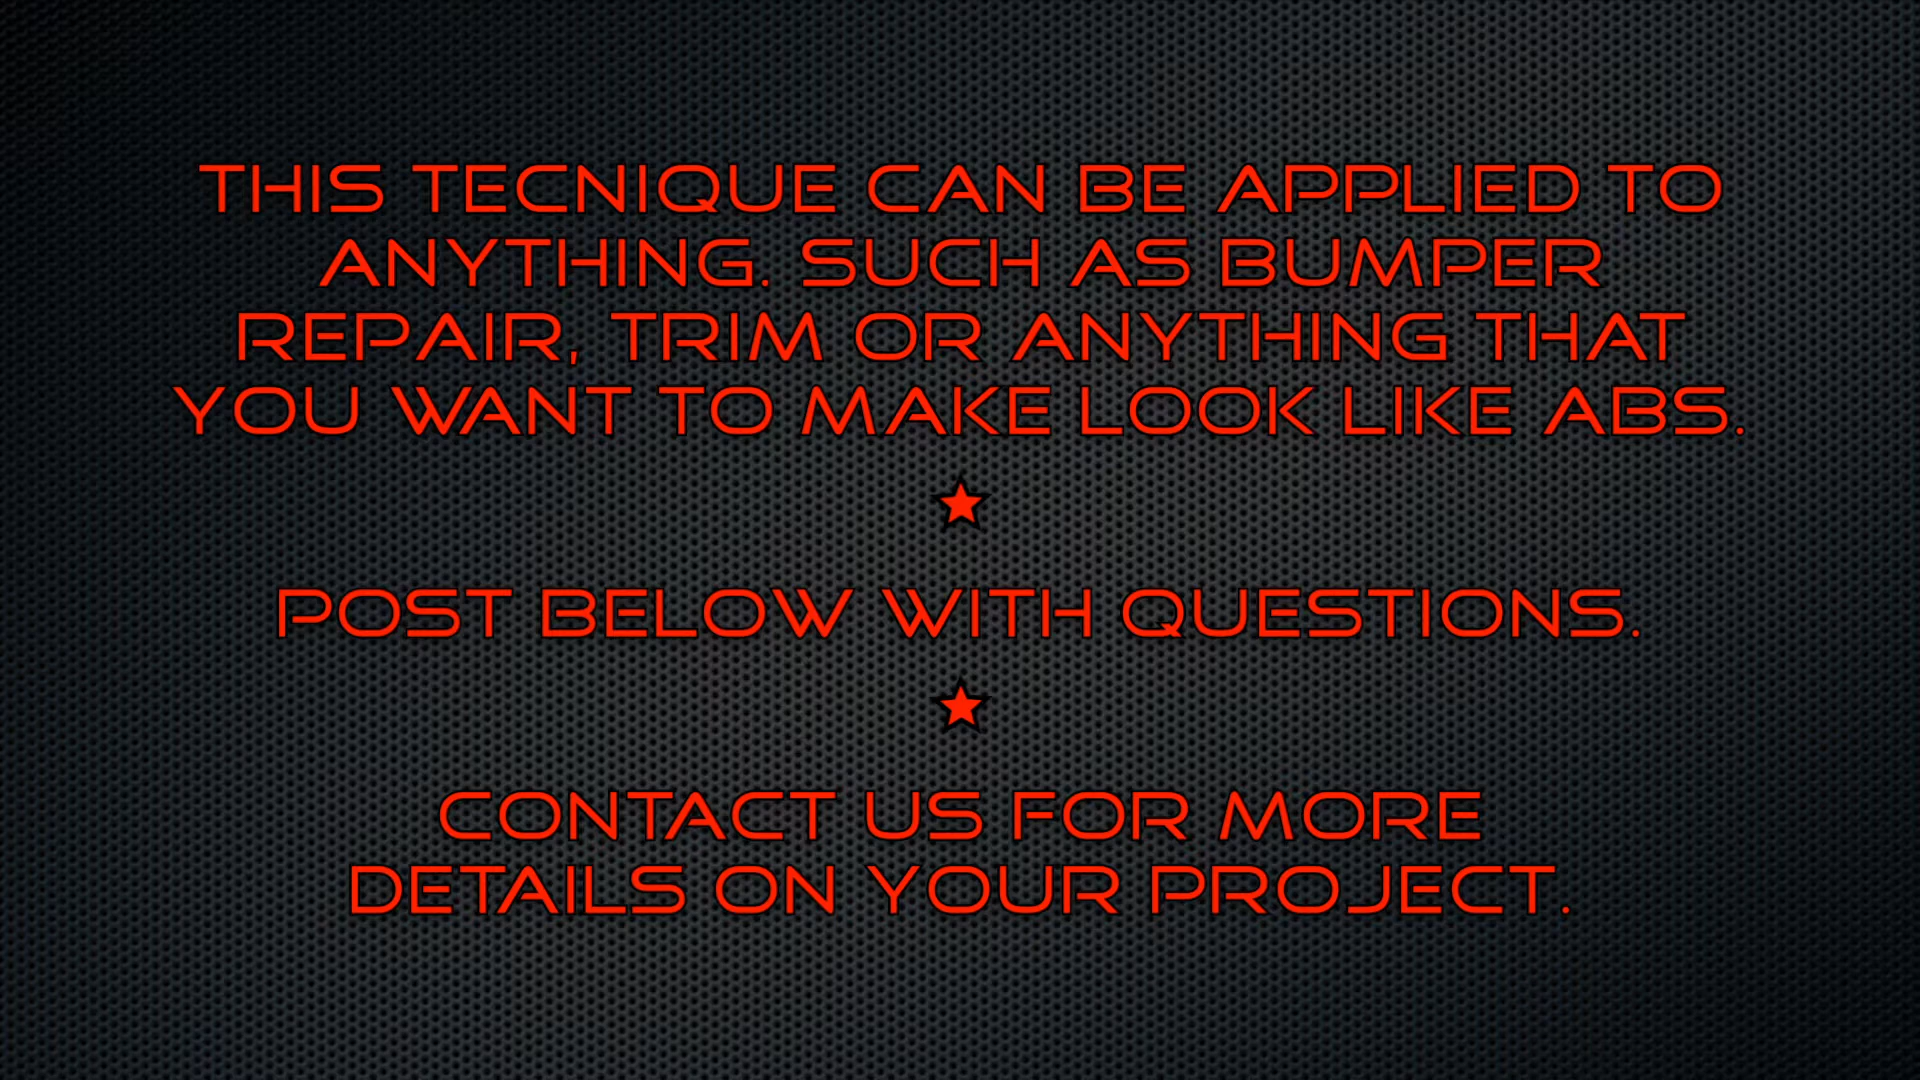 THIS TECNIQUE CAN BE APPLIED TO
ANYTHING. SUCH AS BUMPER
REPAIR, TRIM OR ANYTHING THAT
YOU WANT TO MAKE LOOK LIKE ABS.
POST BELOW WITH QUESTIONS.
CONTACT US FOR MORE
DETAILS ON YOUR PROJECT.